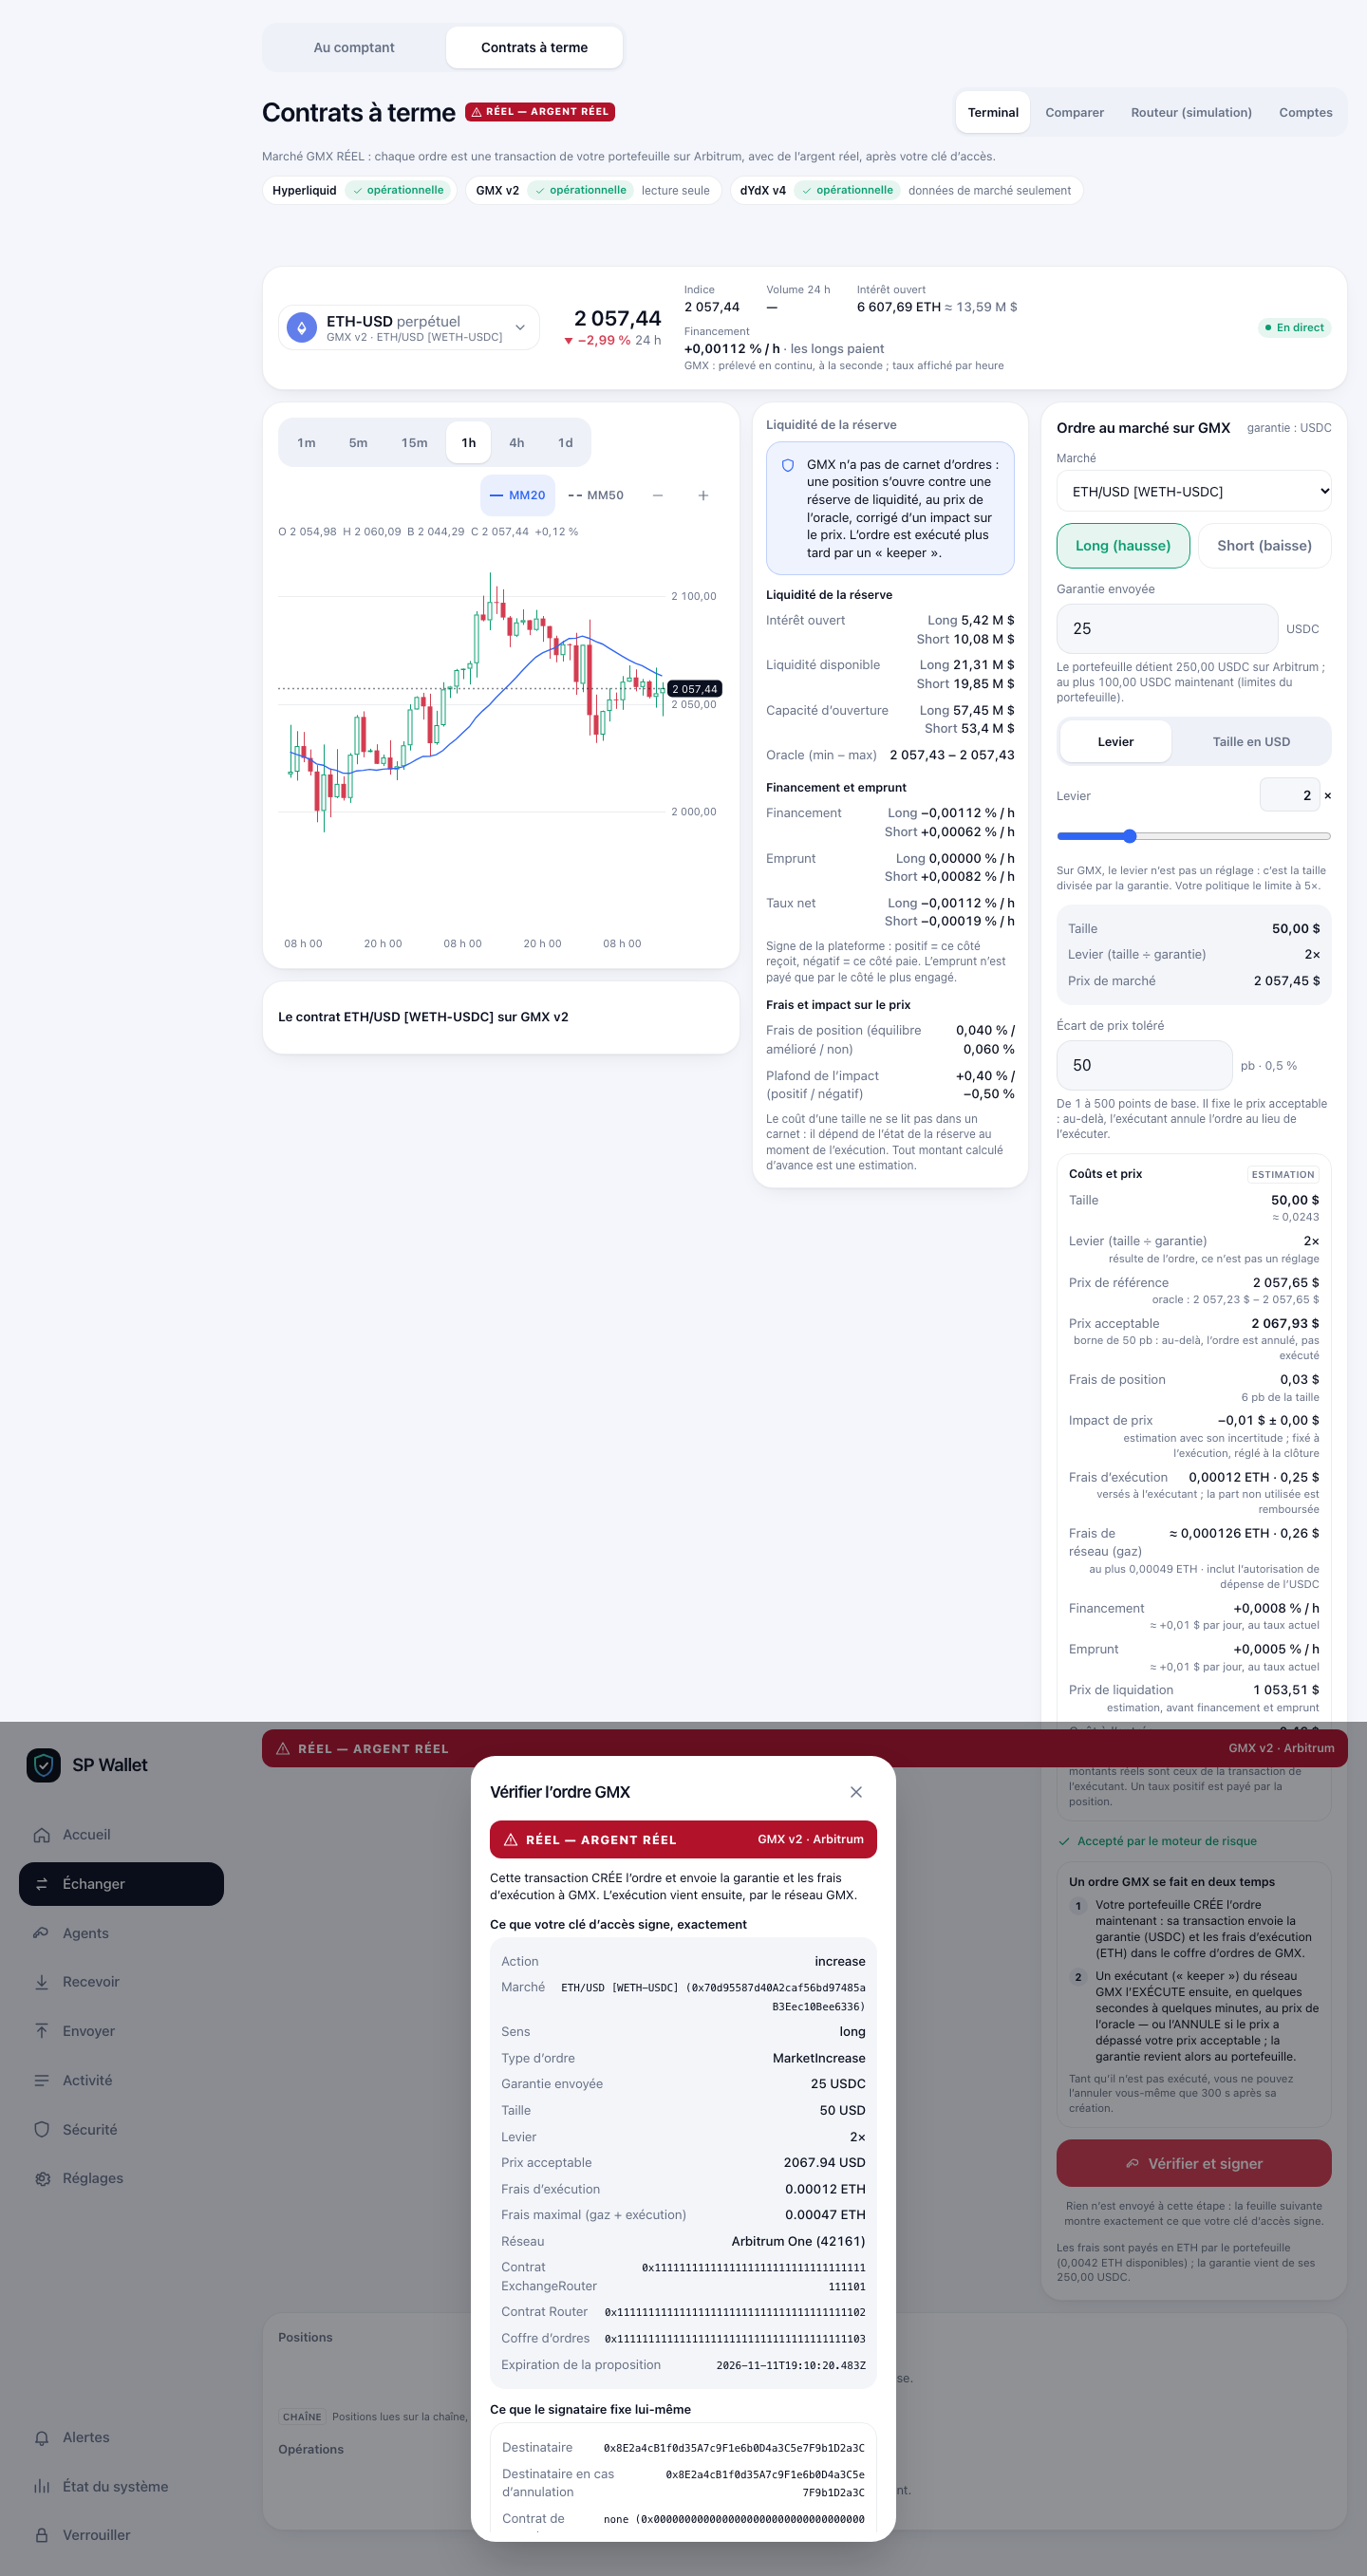 Au comptant
Contrats à terme
Contrats à terme
RÉEL — ARGENT RÉEL
Terminal
Comparer
Routeur (simulation)
Comptes
Marché GMX RÉEL : chaque ordre est une transaction de votre portefeuille sur Arbitrum, avec de l'argent réel, après votre clé d'accès.
Hyperliquid
opérationnelle
GMX v2
opérationnelle
lecture seule
dYdX v4
opérationnelle
données de marché seulement
ETH-USD perpétuel
GMX v2 · ETH/USD [WETH-USDC]
2 057,44
−2,99 % 24 h
Indice
2 057,44
Volume 24 h
—
Intérêt ouvert
6 607,69 ETH ≈ 13,59 M $
Financement
+0,00112 % / h · les longs paient
GMX : prélevé en continu, à la seconde ; taux affiché par heure
En direct
1m
5m
15m
1h
4h
1d
MM20
MM50
−
+
O 2 054,98 H 2 060,09 B 2 044,29 C 2 057,44 +0,12 %
2 100,00
2 057,44
2 050,00
2 000,00
08 h 00
20 h 00
08 h 00
20 h 00
08 h 00
Le contrat ETH/USD [WETH-USDC] sur GMX v2
Liquidité de la réserve
GMX n'a pas de carnet d'ordres :
une position s'ouvre contre une
réserve de liquidité, au prix de
l'oracle, corrigé d'un impact sur
le prix. L'ordre est exécuté plus
tard par un « keeper ».
Liquidité de la réserve
Intérêt ouvert
Long 5,42 M $
Short 10,08 M $
Liquidité disponible
Long 21,31 M $
Short 19,85 M $
Capacité d'ouverture
Long 57,45 M $
Short 53,4 M $
Oracle (min – max)
2 057,43 – 2 057,43
Financement et emprunt
Financement
Long −0,00112 % / h
Short +0,00062 % / h
Emprunt
Long 0,00000 % / h
Short +0,00082 % / h
Taux net
Long −0,00112 % / h
Short −0,00019 % / h
Signe de la plateforme : positif = ce côté
reçoit, négatif = ce côté paie. L'emprunt n'est
payé que par le côté le plus engagé.
Frais et impact sur le prix
Frais de position (équilibre
amélioré / non)
0,040 % /
0,060 %
Plafond de l'impact
(positif / négatif)
+0,40 % /
−0,50 %
Le coût d'une taille ne se lit pas dans un
carnet : il dépend de l'état de la réserve au
moment de l'exécution. Tout montant calculé
d'avance est une estimation.
Ordre au marché sur GMX
garantie : USDC
Marché
ETH/USD [WETH-USDC]
Long (hausse)
Short (baisse)
Garantie envoyée
25
USDC
Le portefeuille détient 250,00 USDC sur Arbitrum ;
au plus 100,00 USDC maintenant (limites du
portefeuille).
Levier
Taille en USD
Levier
2 ×
Sur GMX, le levier n'est pas un réglage : c'est la taille
divisée par la garantie. Votre politique le limite à 5×.
Taille
50,00 $
Levier (taille ÷ garantie)
2×
Prix de marché
2 057,45 $
Écart de prix toléré
50
pb · 0,5 %
De 1 à 500 points de base. Il fixe le prix acceptable
: au-delà, l'exécutant annule l'ordre au lieu de
l'exécuter.
Coûts et prix
ESTIMATION
Taille
50,00 $
≈ 0,0243
Levier (taille ÷ garantie)
2×
résulte de l'ordre, ce n'est pas un réglage
Prix de référence
2 057,65 $
oracle : 2 057,23 $ – 2 057,65 $
Prix acceptable
2 067,93 $
borne de 50 pb : au-delà, l'ordre est annulé, pas
exécuté
Frais de position
0,03 $
6 pb de la taille
Impact de prix
−0,01 $ ± 0,00 $
estimation avec son incertitude ; fixé à
l'exécution, réglé à la clôture
Frais d'exécution
0,00012 ETH · 0,25 $
versés à l'exécutant ; la part non utilisée est
remboursée
Frais de
réseau (gaz)
≈ 0,000126 ETH · 0,26 $
au plus 0,00049 ETH · inclut l'autorisation de
dépense de l'USDC
Financement
+0,0008 % / h
≈ +0,01 $ par jour, au taux actuel
Emprunt
+0,0005 % / h
≈ +0,01 $ par jour, au taux actuel
Prix de liquidation
1 053,51 $
estimation, avant financement et emprunt
RÉEL — ARGENT RÉEL
GMX v2 · Arbitrum
montants réels sont ceux de la transaction de
l'exécutant. Un taux positif est payé par la
position.
Accepté par le moteur de risque
Un ordre GMX se fait en deux temps
1
Votre portefeuille CRÉE l'ordre
maintenant : sa transaction envoie la
garantie (USDC) et les frais d'exécution
(ETH) dans le coffre d'ordres de GMX.
2
Un exécutant (« keeper ») du réseau
GMX l'EXÉCUTE ensuite, en quelques
secondes à quelques minutes, au prix de
l'oracle — ou l'ANNULE si le prix a
dépassé votre prix acceptable ; la
garantie revient alors au portefeuille.
Tant qu'il n'est pas exécuté, vous ne pouvez
l'annuler vous-même que 300 s après sa
création.
Vérifier et signer
Rien n'est envoyé à cette étape : la feuille suivante
montre exactement ce que votre clé d'accès signe.
Les frais sont payés en ETH par le portefeuille
(0,0042 ETH disponibles) ; la garantie vient de ses
250,00 USDC.
SP Wallet
Accueil
Échanger
Agents
Recevoir
Envoyer
Activité
Sécurité
Réglages
Alertes
État du système
Verrouiller
Positions
se.
CHAÎNE
Positions lues sur la chaîne,
Opérations
nt.
Vérifier l'ordre GMX
RÉEL — ARGENT RÉEL
GMX v2 · Arbitrum
Cette transaction CRÉE l'ordre et envoie la garantie et les frais
d'exécution à GMX. L'exécution vient ensuite, par le réseau GMX.
Ce que votre clé d'accès signe, exactement
Action
increase
Marché
ETH/USD [WETH-USDC] (0x70d95587d40A2caf56bd97485a
B3Eec10Bee6336)
Sens
long
Type d'ordre
MarketIncrease
Garantie envoyée
25 USDC
Taille
50 USD
Levier
2×
Prix acceptable
2067.94 USD
Frais d'exécution
0.00012 ETH
Frais maximal (gaz + exécution)
0.00047 ETH
Réseau
Arbitrum One (42161)
Contrat
ExchangeRouter
0x1111111111111111111111111111111111
111101
Contrat Router
0x1111111111111111111111111111111111111102
Coffre d'ordres
0x1111111111111111111111111111111111111103
Expiration de la proposition
2026-11-11T19:10:20.483Z
Ce que le signataire fixe lui-même
Destinataire
0x8E2a4cB1f0d35A7c9F1e6b0D4a3C5e7F9b1D2a3C
Destinataire en cas
d'annulation
0x8E2a4cB1f0d35A7c9F1e6b0D4a3C5e
7F9b1D2a3C
Contrat de
none (0x0000000000000000000000000000000000